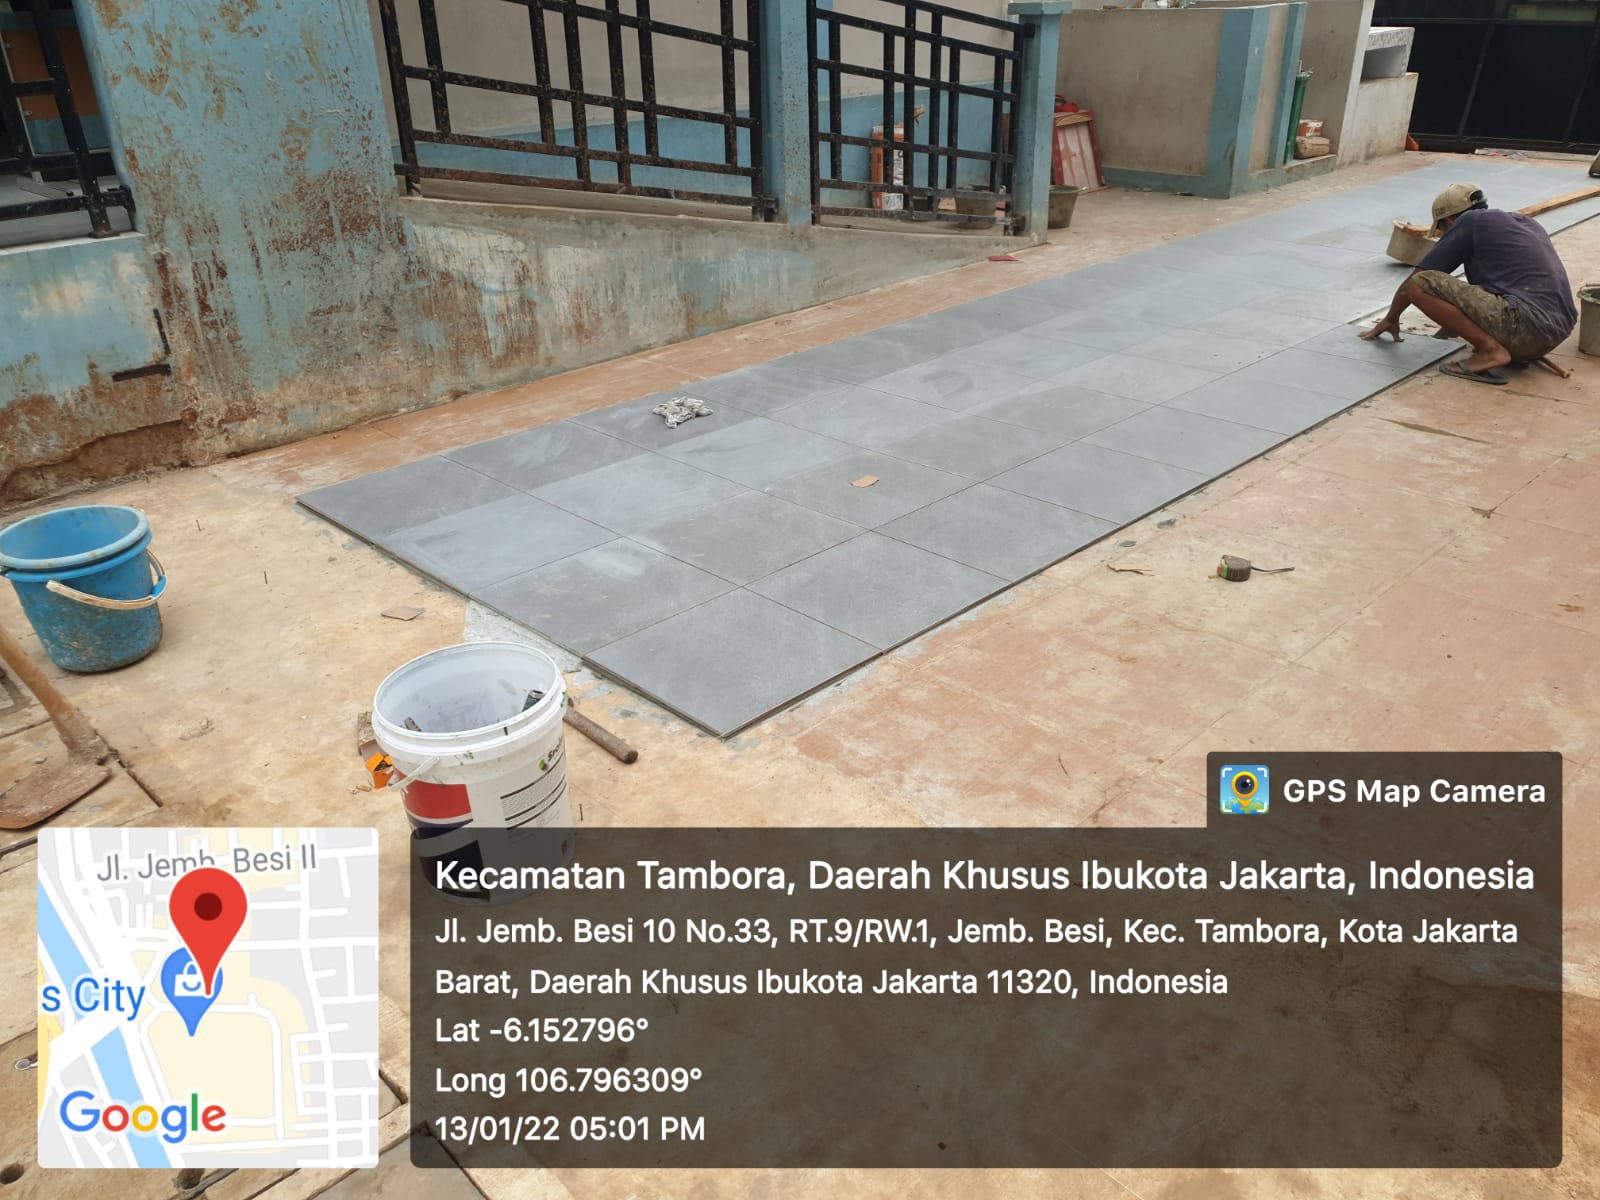 GPS Map Camera
Jl. Jemb. Besi II
s City
Google
Kecamatan Tambora, Daerah Khusus Ibukota Jakarta, Indonesia
Jl. Jemb. Besi 10 No.33, RT.9/RW.1, Jemb. Besi, Kec. Tambora, Kota Jakarta
Barat, Daerah Khusus Ibukota Jakarta 11320, Indonesia
Lat -6.152796°
Long 106.796309°
13/01/22 05:01 PM